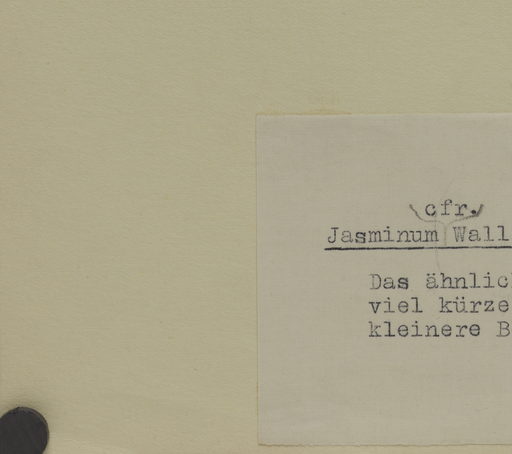 cfr.
Jasminum Wall
Das ähnlic
viel kürze
kleinere B